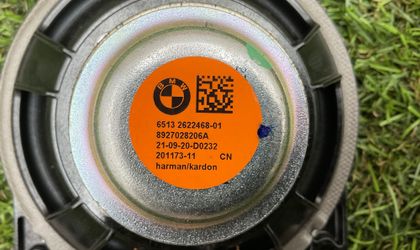 BMW
6513 2622468-01
8927028206A
21-09-20-D0232
201173-11 CN
harman/kardon